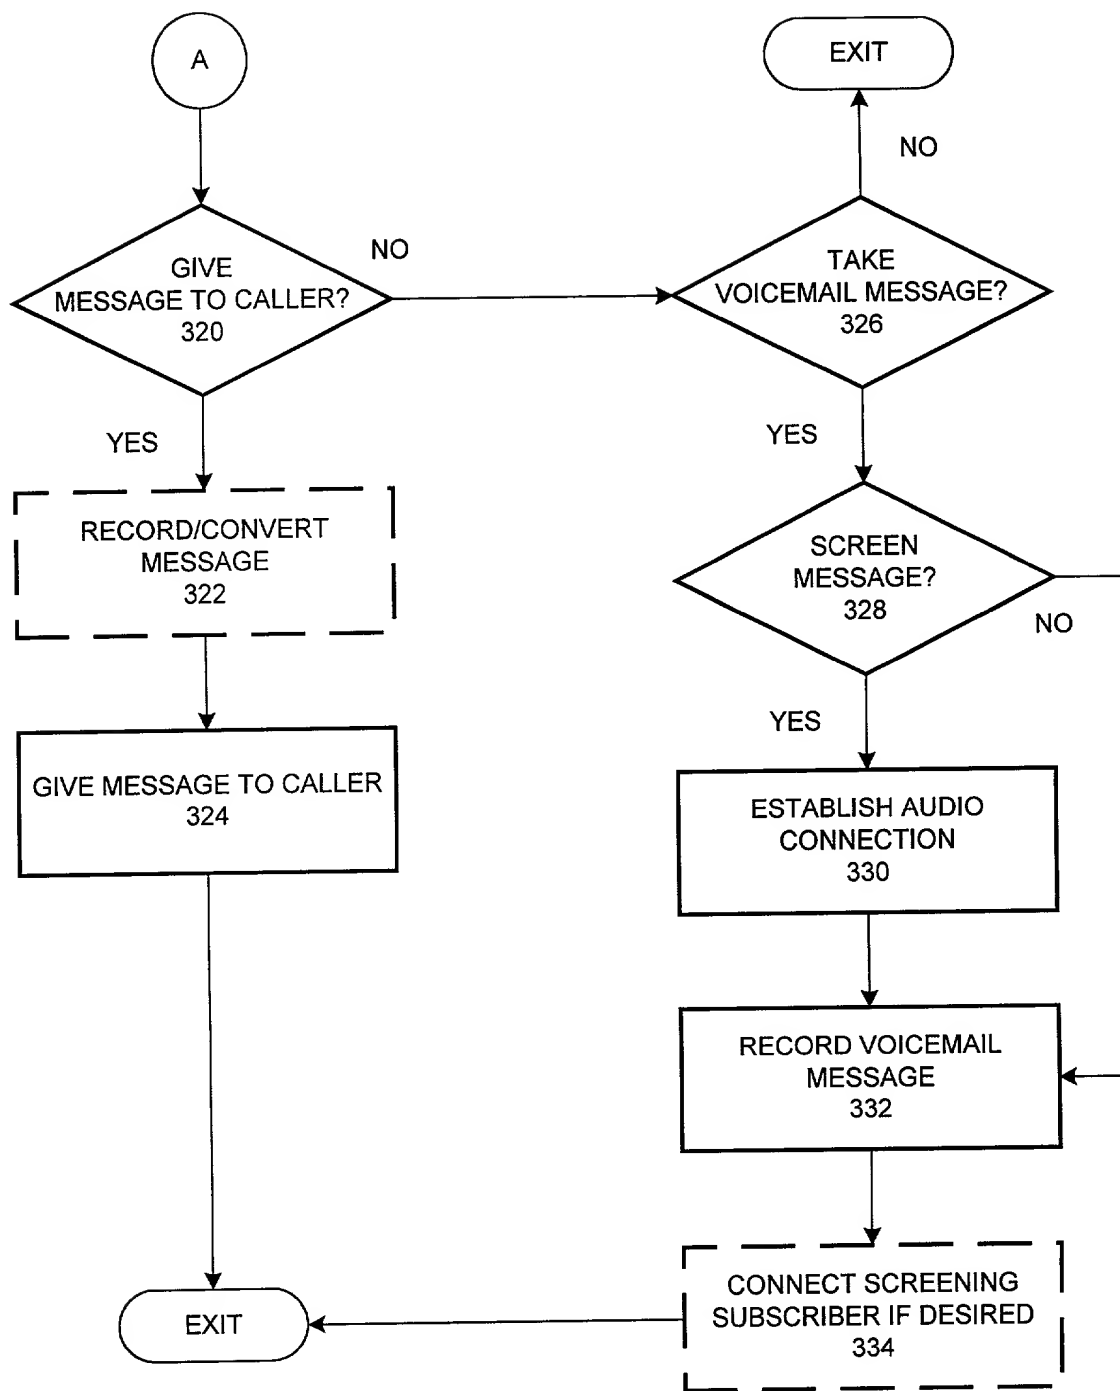 A
GIVE
MESSAGE TO CALLER?
320
NO
YES
RECORD/CONVERT
MESSAGE
322
GIVE MESSAGE TO CALLER
324
EXIT
EXIT
NO
TAKE
VOICEMAIL MESSAGE?
326
YES
SCREEN
MESSAGE?
328
NO
YES
ESTABLISH AUDIO
CONNECTION
330
RECORD VOICEMAIL
MESSAGE
332
CONNECT SCREENING
SUBSCRIBER IF DESIRED
334